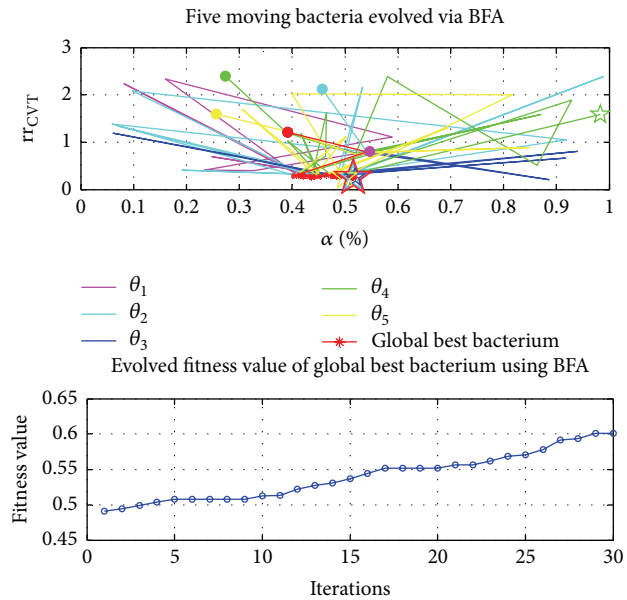 Five moving bacteria evolved via BFA
3
2
1
0
rr_CVT
0 0.1 0.2 0.3 0.4 0.5 0.6 0.7 0.8 0.9 1
α (%)
θ_1
θ_2
θ_3
θ_4
θ_5
Global best bacterium
Evolved fitness value of global best bacterium using BFA
0.65
0.6
0.55
0.5
0.45
Fitness value
0 5 10 15 20 25 30
Iterations